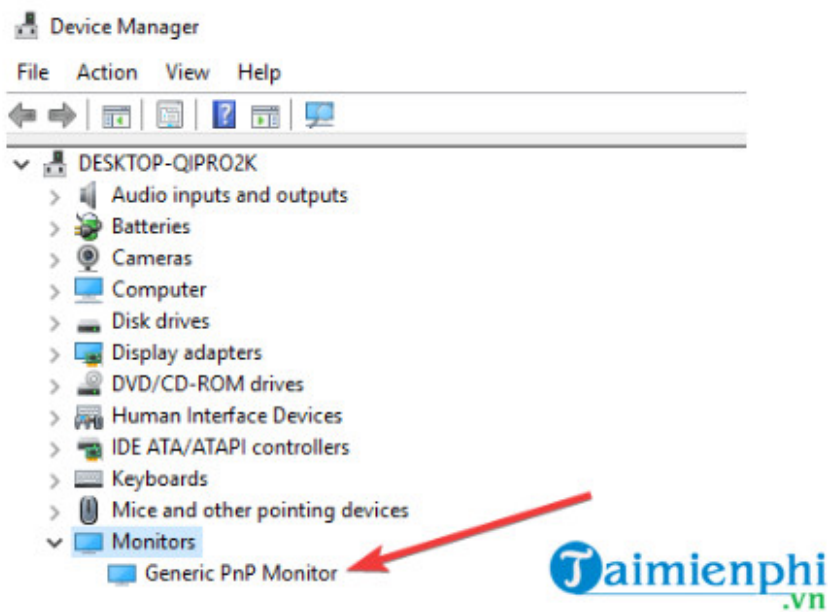 Device Manager
File Action View Help
DESKTOP-QIPRO2K
Audio inputs and outputs
Batteries
Cameras
Computer
Disk drives
Display adapters
DVD/CD-ROM drives
Human Interface Devices
IDE ATA/ATAPI controllers
Keyboards
Mice and other pointing devices
Monitors
Generic PnP Monitor
Taimienphi
.vn